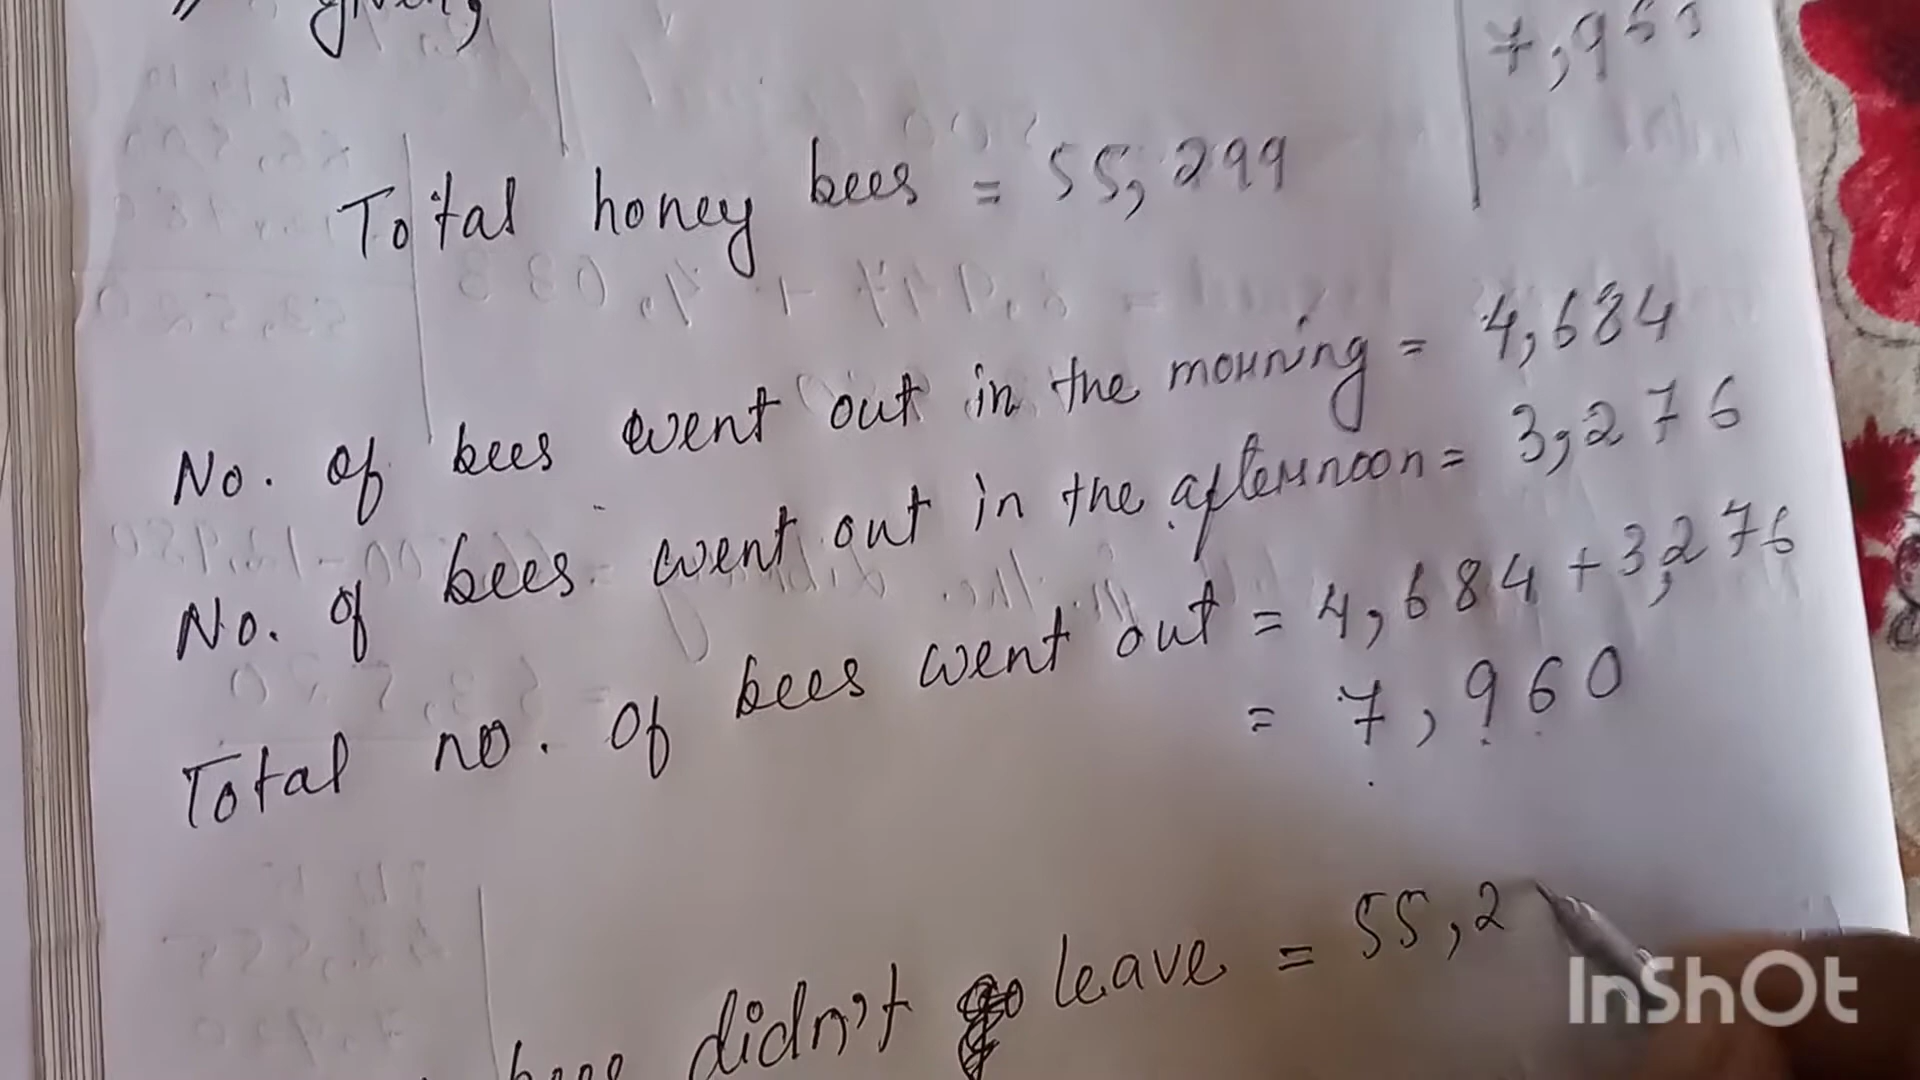 giving,
Total honey bees = 55,299
No. of bees went out in the morning = 4,684
No. of bees went out in the afternoon = 3,276
Total no. of bees went out = 4,684 + 3,276
= 7,960
bees didn't leave = 55,2
InShOt